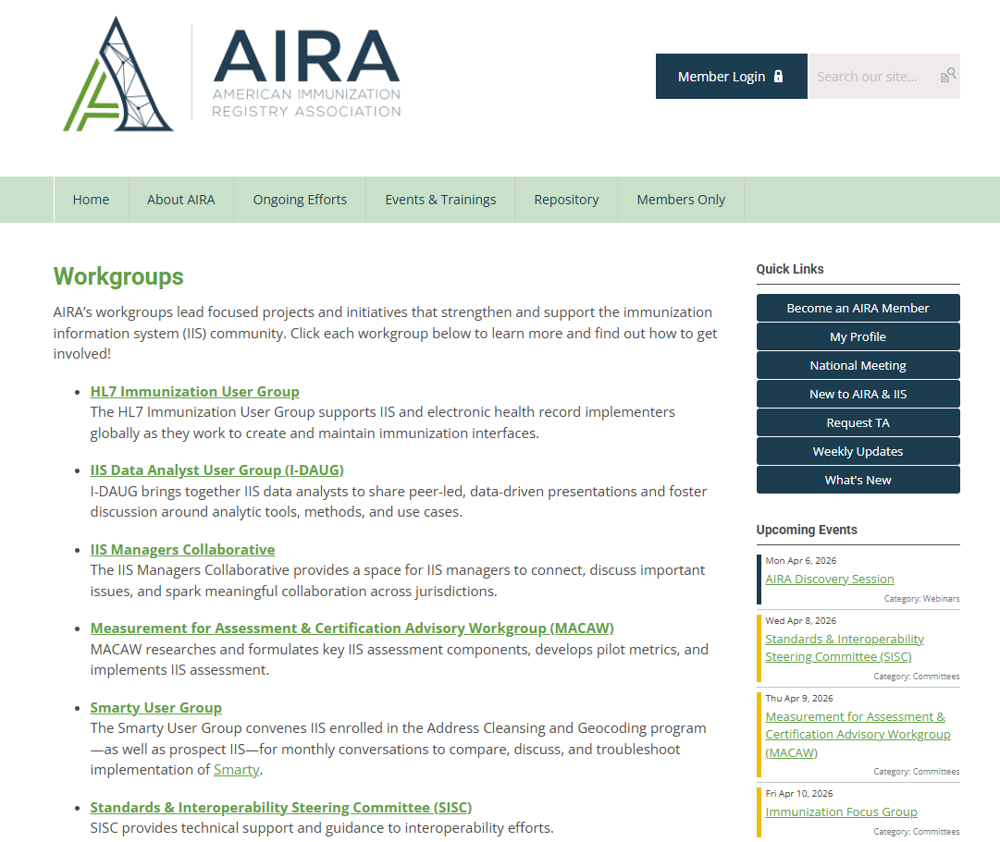 AIRA
AMERICAN IMMUNIZATION
REGISTRY ASSOCIATION
Member Login
Search our site...
Home
About AIRA
Ongoing Efforts
Events & Trainings
Repository
Members Only
Workgroups
AIRA’s workgroups lead focused projects and initiatives that strengthen and support the immunization
information system (IIS) community. Click each workgroup below to learn more and find out how to get
involved!
• HL7 Immunization User Group
The HL7 Immunization User Group supports IIS and electronic health record implementers
globally as they work to create and maintain immunization interfaces.
• IIS Data Analyst User Group (I-DAUG)
I-DAUG brings together IIS data analysts to share peer-led, data-driven presentations and foster
discussion around analytic tools, methods, and use cases.
• IIS Managers Collaborative
The IIS Managers Collaborative provides a space for IIS managers to connect, discuss important
issues, and spark meaningful collaboration across jurisdictions.
• Measurement for Assessment & Certification Advisory Workgroup (MACAW)
MACAW researches and formulates key IIS assessment components, develops pilot metrics, and
implements IIS assessment.
• Smarty User Group
The Smarty User Group convenes IIS enrolled in the Address Cleansing and Geocoding program
—as well as prospect IIS—for monthly conversations to compare, discuss, and troubleshoot
implementation of Smarty.
• Standards & Interoperability Steering Committee (SISC)
SISC provides technical support and guidance to interoperability efforts.
Quick Links
Become an AIRA Member
My Profile
National Meeting
New to AIRA & IIS
Request TA
Weekly Updates
What's New
Upcoming Events
Mon Apr 6, 2026
AIRA Discovery Session
Category: Webinars
Wed Apr 8, 2026
Standards & Interoperability
Steering Committee (SISC)
Category: Committees
Thu Apr 9, 2026
Measurement for Assessment &
Certification Advisory Workgroup
(MACAW)
Category: Committees
Fri Apr 10, 2026
Immunization Focus Group
Category: Committees